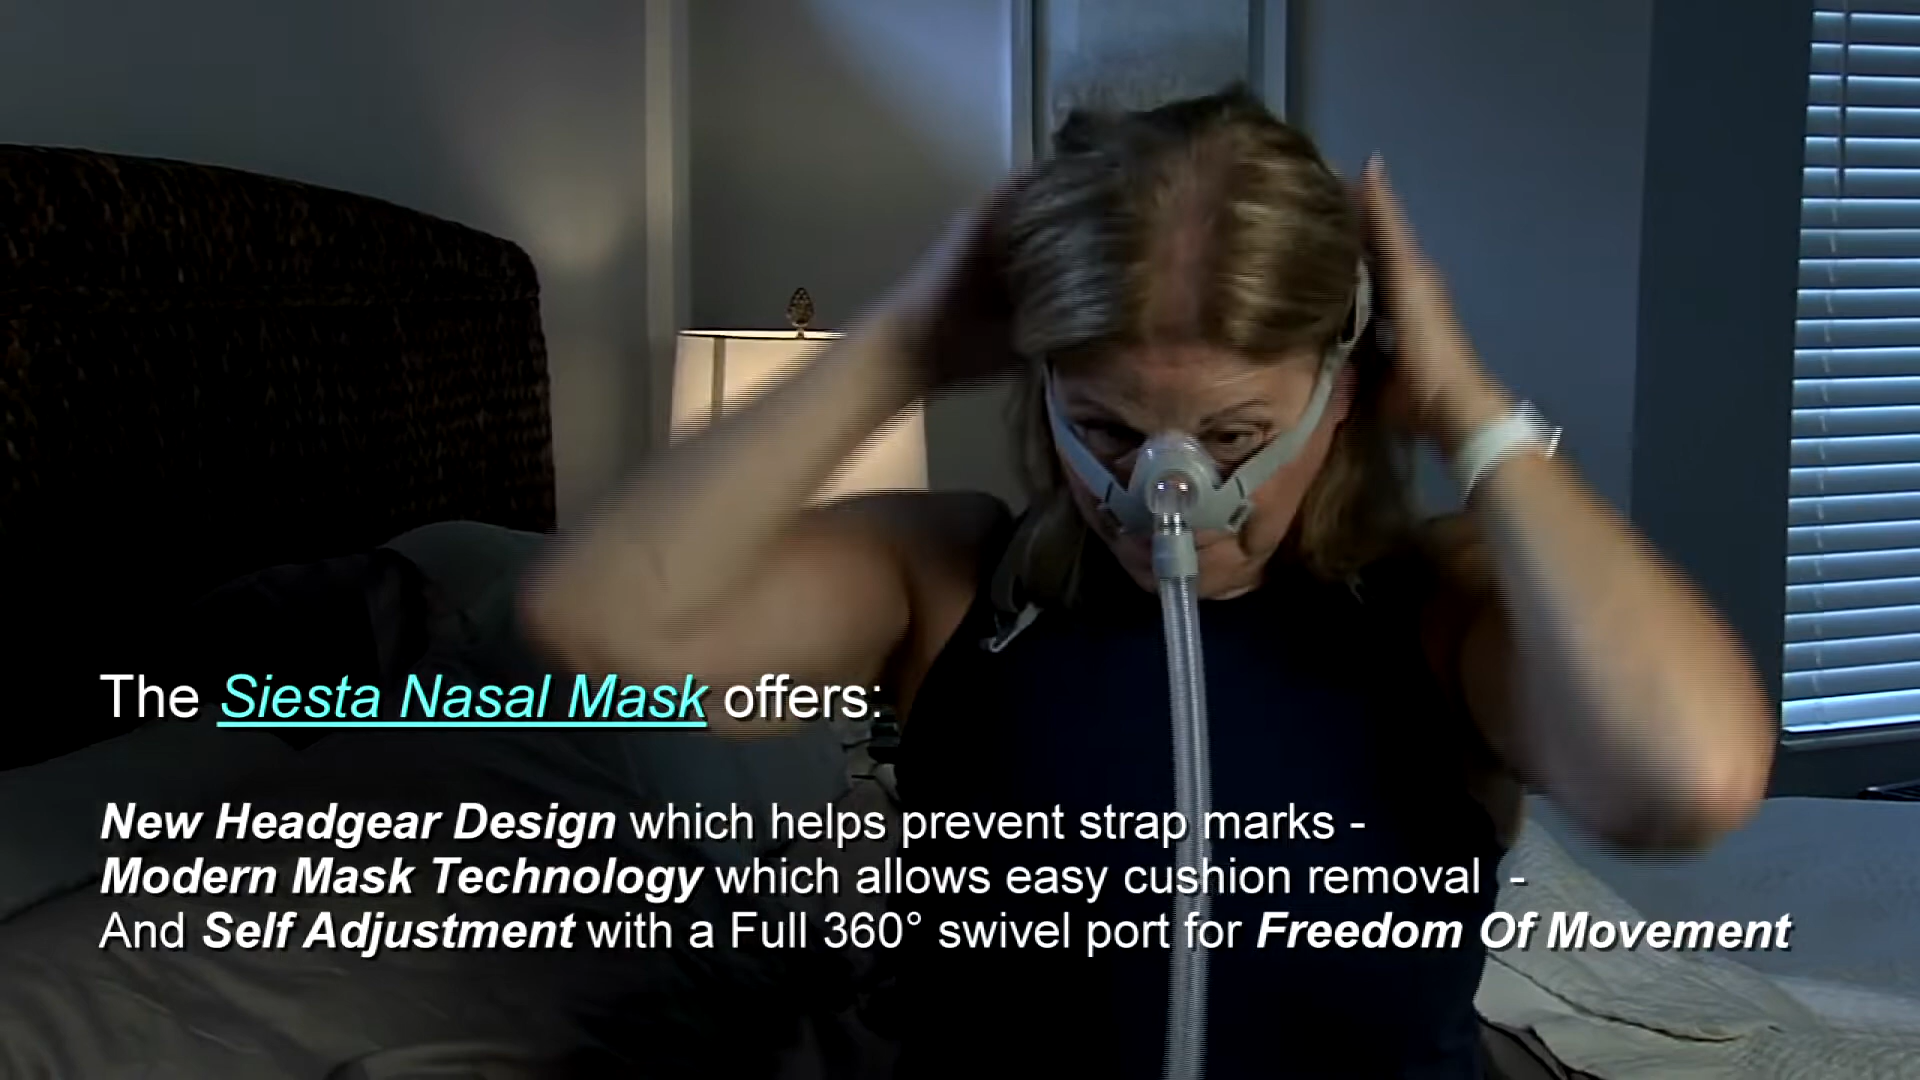 The Siesta Nasal Mask offers:
New Headgear Design which helps prevent strap marks -
Modern Mask Technology which allows easy cushion removal -
And Self Adjustment with a Full 360° swivel port for Freedom Of Movement